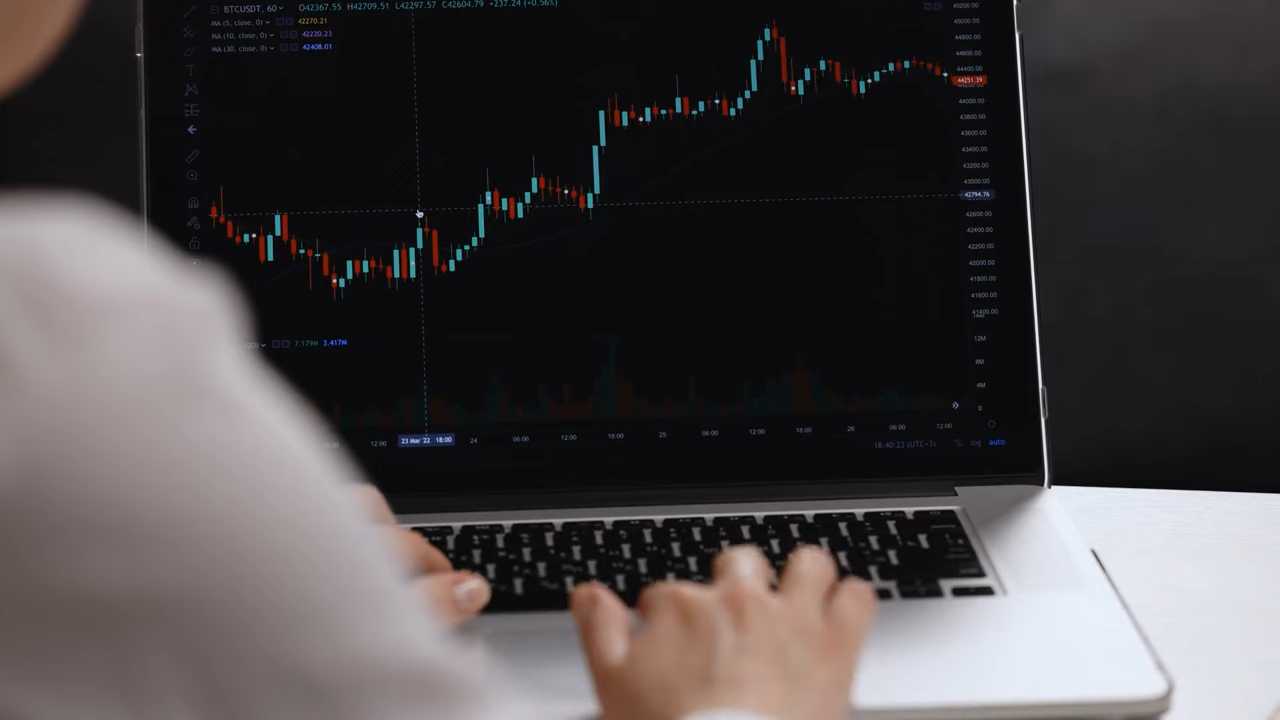 BTCUSDT, 60 O42367.55 H42709.51 L42297.57 C42604.79 +237.24 (+0.56%)
MA (5, close, 0) 42270.21
MA (10, close, 0) 42220.23
MA (30, close, 0) 42408.01
45200.00
45000.00
44800.00
44600.00
44400.00
44251.39
44000.00
43800.00
43600.00
43400.00
43200.00
43000.00
42794.76
42600.00
42400.00
42200.00
42000.00
41800.00
41600.00
41400.00
16M
20) 7.179M 3.417M
12M
8M
4M
0
12:00 23 Mar '22 18:00 24 06:00 12:00 18:00 25 06:00 12:00 18:00 26 06:00 12:00
18:40:23 (UTC-3) % log auto